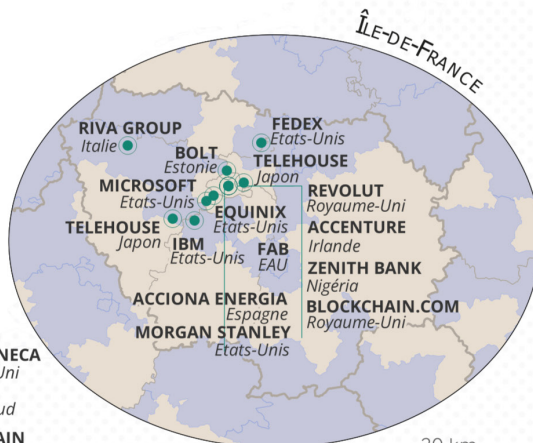 ÎLE-DE-FRANCE
RIVA GROUP
Italie
FEDEX
Etats-Unis
BOLT
Estonie
TELEHOUSE
Japon
MICROSOFT
Etats-Unis
EQUINIX
Etats-Unis
TELEHOUSE
Japon
IBM
Etats-Unis
FAB
EAU
REVOLUT
Royaume-Uni
ACCENTURE
Irlande
ZENITH BANK
Nigéria
BLOCKCHAIN.COM
Royaume-Uni
ACCIONA ENERGIA
Espagne
MORGAN STANLEY
Etats-Unis
NECA
Uni
ud
AIN
20 km